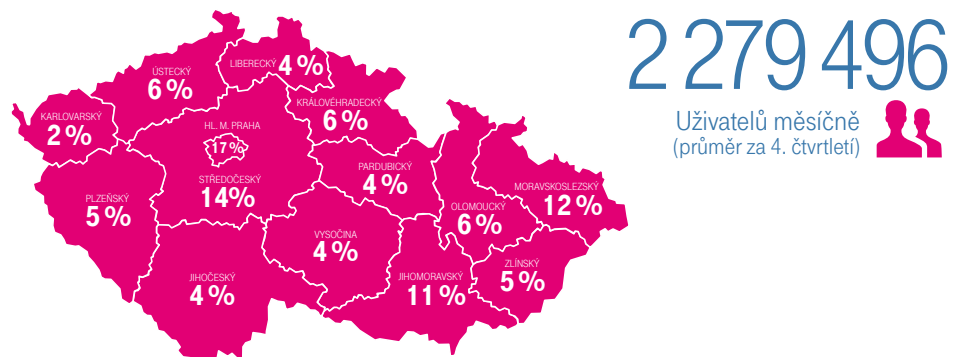 2 279 496
Uživatelů měsíčně
(průměr za 4. čtvrtletí)
LIBERECKÝ
4 %
ÚSTECKÝ
6 %
KARLOVARSKÝ
2 %
KRÁLOVÉHRADECKÝ
6 %
HL. M. PRAHA
17 %
STŘEDOČESKÝ
14%
PARDUBICKÝ
4 %
PLZEŇSKÝ
5 %
MORAVSKOSLEZSKÝ
12 %
OLOMOUCKÝ
6 %
VYSOČINA
4 %
ZLÍNSKÝ
5 %
JIHOČESKÝ
4 %
JIHOMORAVSKÝ
11 %